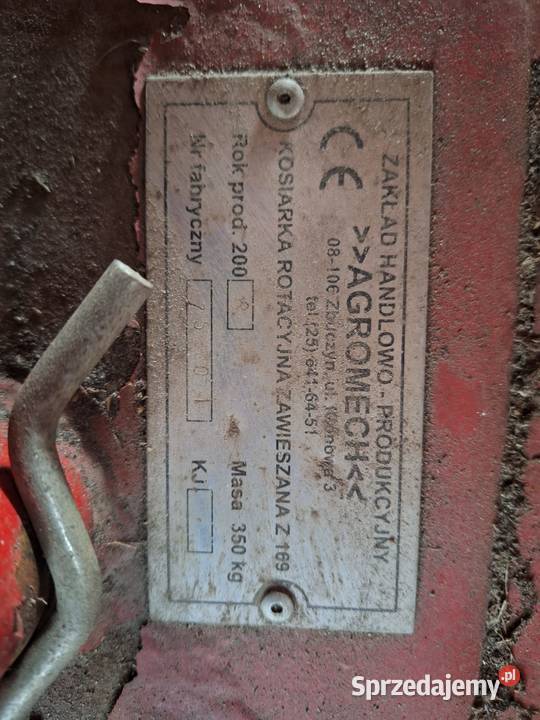 ZAKŁAD HANDLOWO - PRODUKCYJNY
>>AGROMECH<<
08-106 Zbuczyn, ul. 3
tel.(25) 641-64-51
CE
KOSIARKA ROTACYJNA ZAWIESZANA Z 169
Rok prod. 200 Masa 350 kg
Nr fabryczny KJ
Sprzedajemy.pl